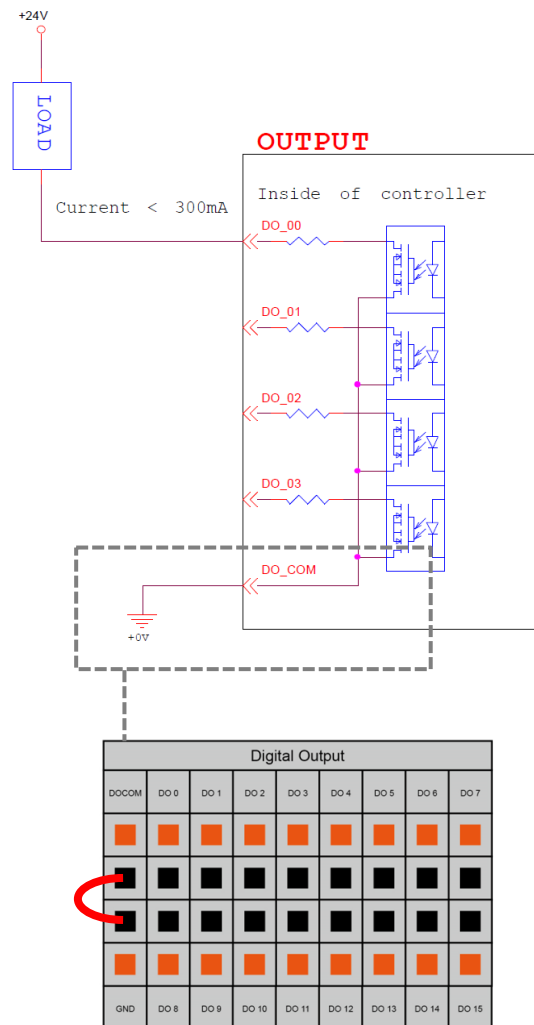 +24V
LOAD
OUTPUT
Inside of controller
Current < 300mA
DO_00
DO_01
DO_02
DO_03
DO_COM
+0V
Digital Output
DOCOM DO 0 DO 1 DO 2 DO 3 DO 4 DO 5 DO 6 DO 7
GND DO 8 DO 9 DO 10 DO 11 DO 12 DO 13 DO 14 DO 15